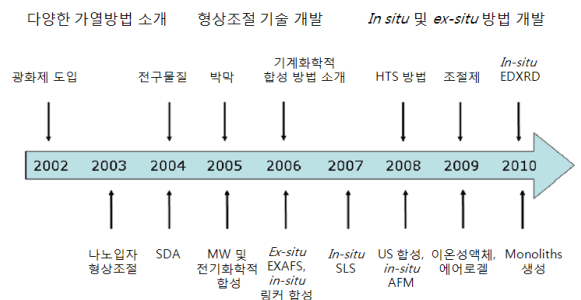 다양한 가열방법 소개
형상조절 기술 개발
In situ 및 ex-situ 방법 개발
광화제 도입
전구물질
박막
기계화학적
합성 방법 소개
HTS 방법
조절제
In-situ
EDXRD
2002
2003
2004
2005
2006
2007
2008
2009
2010
나노입자
형상조절
SDA
MW 및
전기화학적
합성
Ex-situ
EXAFS,
in-situ
링커 합성
In-situ
SLS
US 합성,
in-situ
AFM
이온성액체,
에어로겔
Monoliths
생성